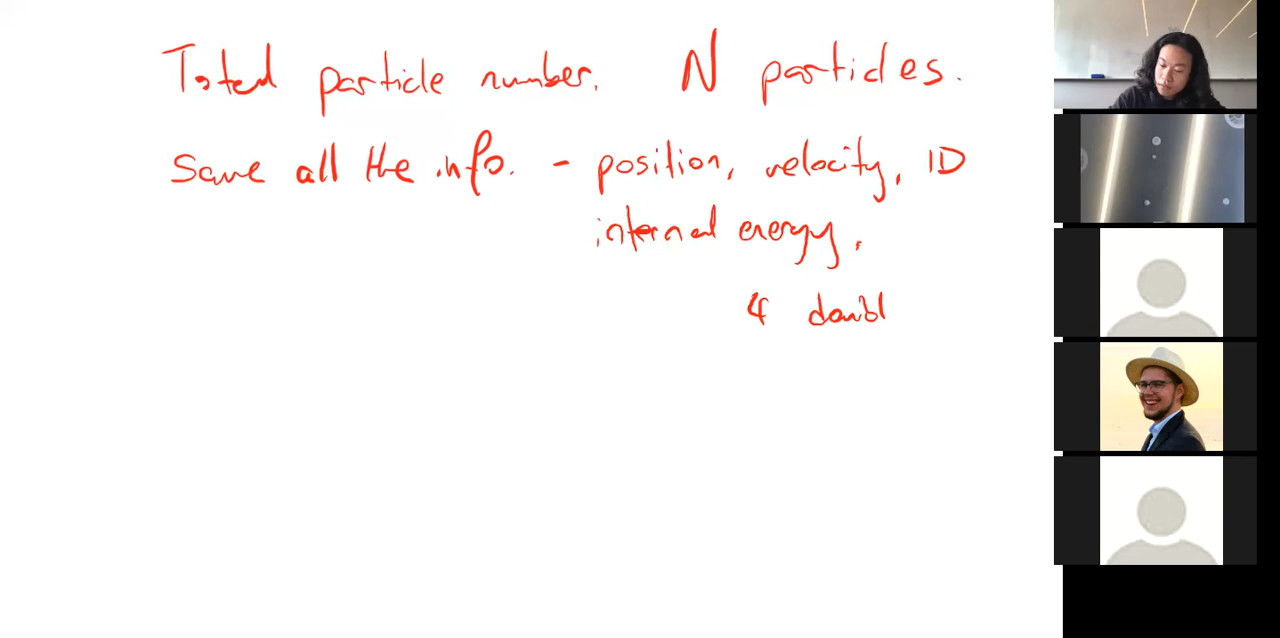 Total particle number. N particles.
Save all the info. - position, velocity, ID
internal energy,
4 doubl